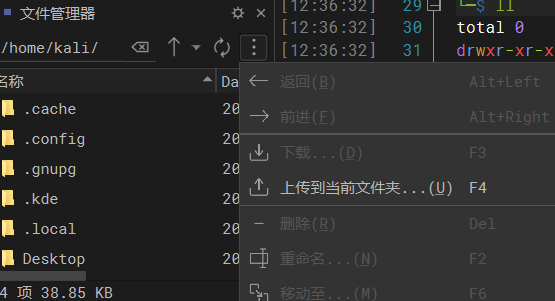 文件管理器
/home/kali/
名称 Da
.cache 20
.config 20
.gnupg 20
.kde 20
.local 20
Desktop 20
4 项 38.85 KB
[12:36:32] 29 └─$ ll
[12:36:32] 30 total 0
[12:36:32] 31 drwxr-xr-x
返回(B) Alt+Left
前进(F) Alt+Right
下载...(D) F3
上传到当前文件夹...(U) F4
删除(R) Del
重命名...(N) F2
移动至...(M) F6